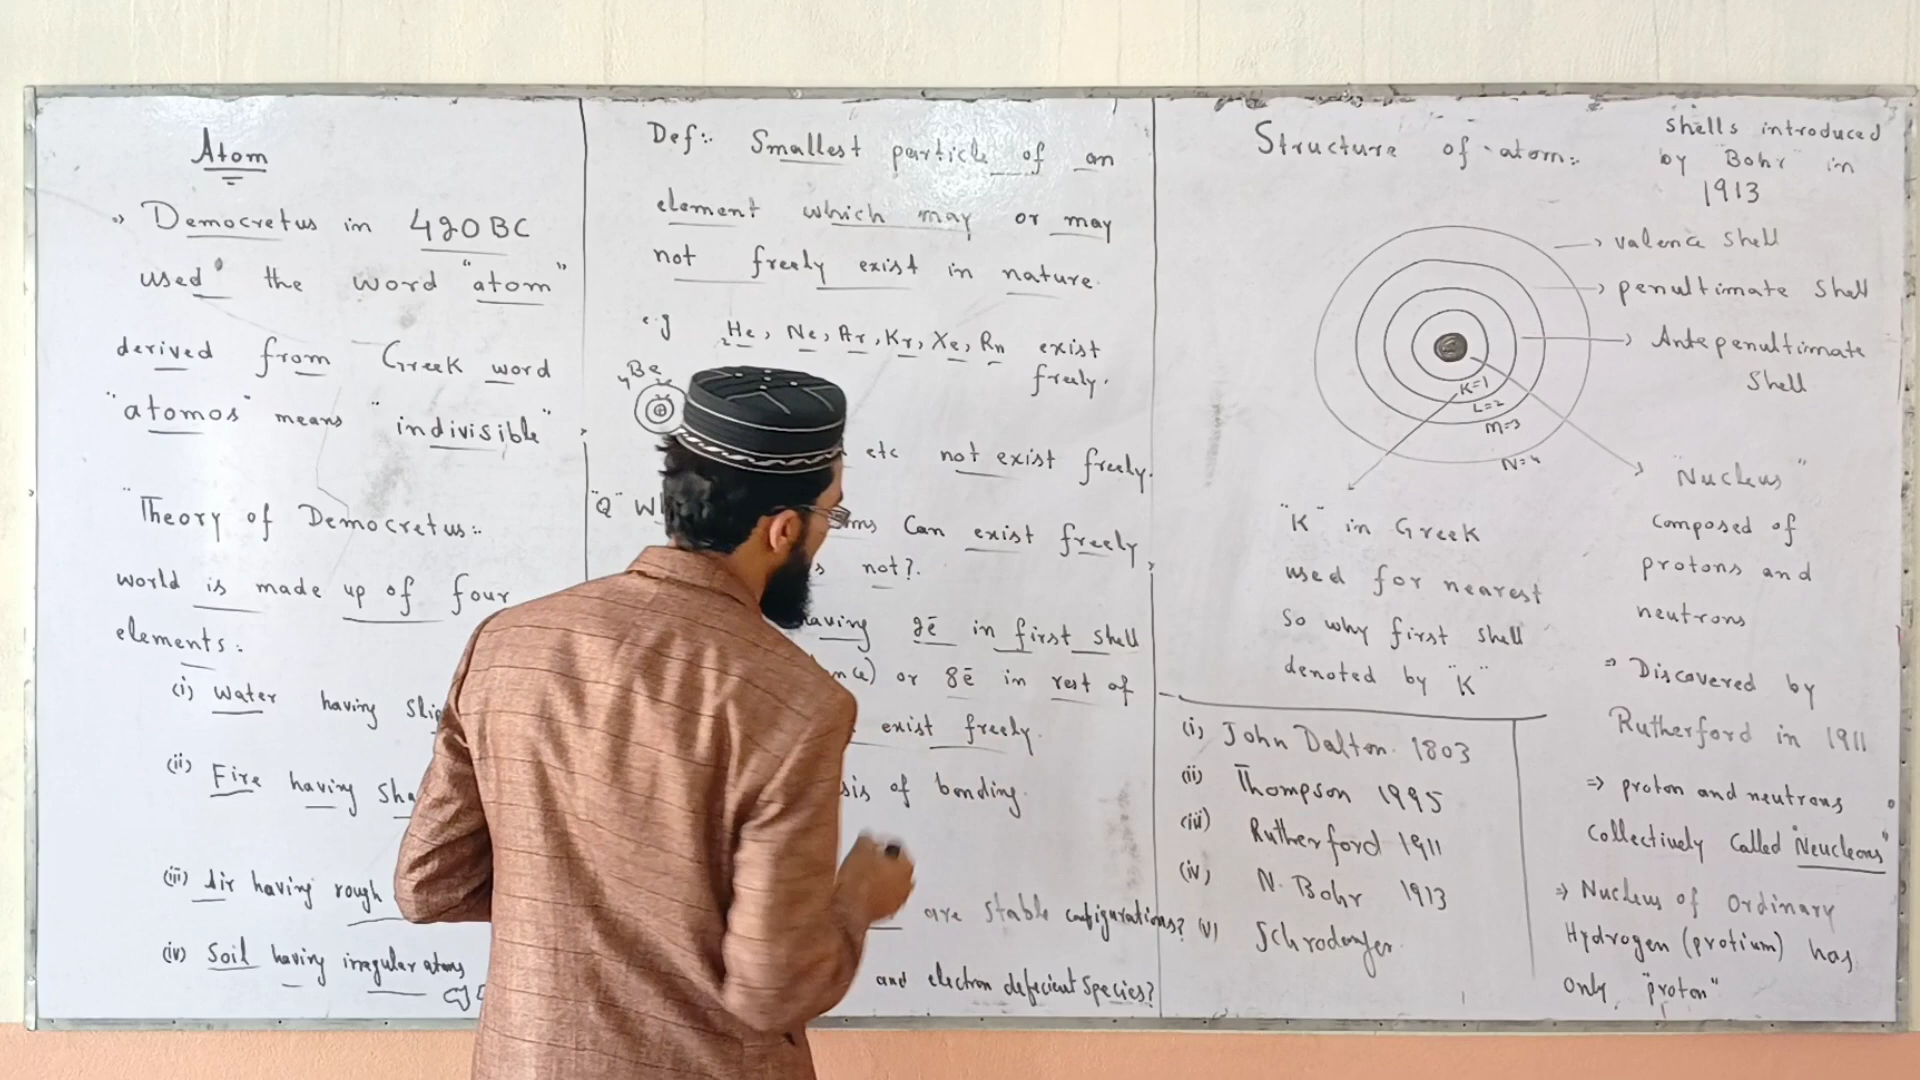 Atom
Democretus in 420 BC
used the word "atom"
derived from Greek word
"atomos" means "indivisible"
"Theory of Democretus:-
world is made up of four
elements:
(i) Water having
(ii) Fire having
(iii) Air having rough
(iv) Soil having irregular atoms
Def:- Smallest particle of an
element which may or may
not freely exist in nature.
e.g ₂He, Ne, Ar, Kr, Xe, Rn exist
freely.
₄Be
etc not exist freely.
"Q" can exist freely
not?.
having 2ē in first shell
or 8ē in rest of
exist freely.
of bonding.
are stable configurations?
and electron deficient species?
Structure of atom:-
Shells introduced
by "Bohr" in
1913
→ valence shell
→ penultimate shell
→ Antepenultimate
shell
K=1
L=2
M=3
N=4
"K" in Greek
used for nearest
so why first shell
denoted by "K"
"Nucleus"
composed of
protons and
neutrons
⇒ Discovered by
Rutherford in 1911
⇒ proton and neutrons
collectively called "Neucleons"
⇒ Nucleus of Ordinary
Hydrogen (protium) has
only "proton"
(i) John Dalton. 1803
(ii) Thompson 1995
(iii) Rutherford 1911
(iv) N. Bohr 1913
(v)